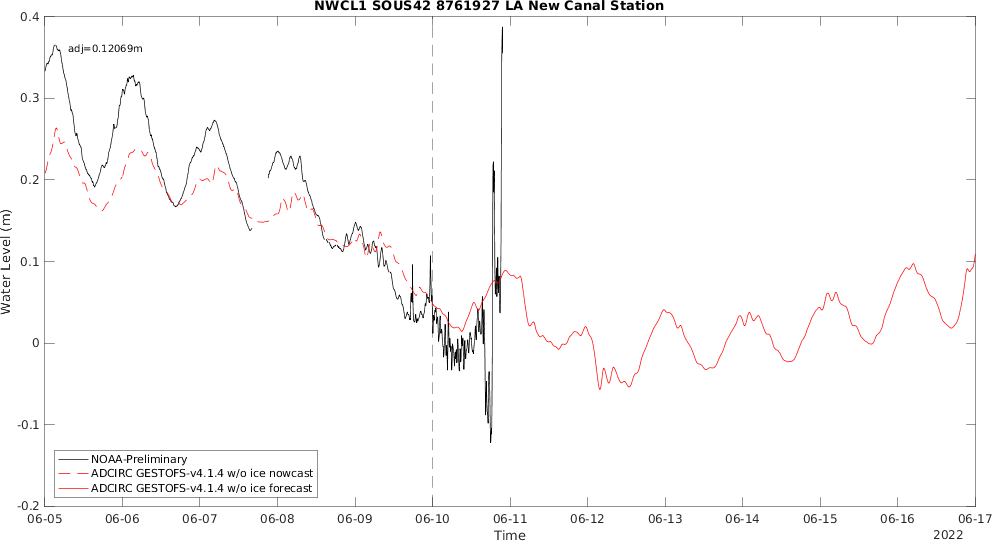 NWCL1 SOUS42 8761927 LA New Canal Station
adj=0.12069m
0.4
0.3
0.2
0.1
0
-0.1
-0.2
Water Level (m)
NOAA-Preliminary
ADCIRC GESTOFS-v4.1.4 w/o ice nowcast
ADCIRC GESTOFS-v4.1.4 w/o ice forecast
06-05 06-06 06-07 06-08 06-09 06-10 06-11 06-12 06-13 06-14 06-15 06-16 06-17
Time
2022